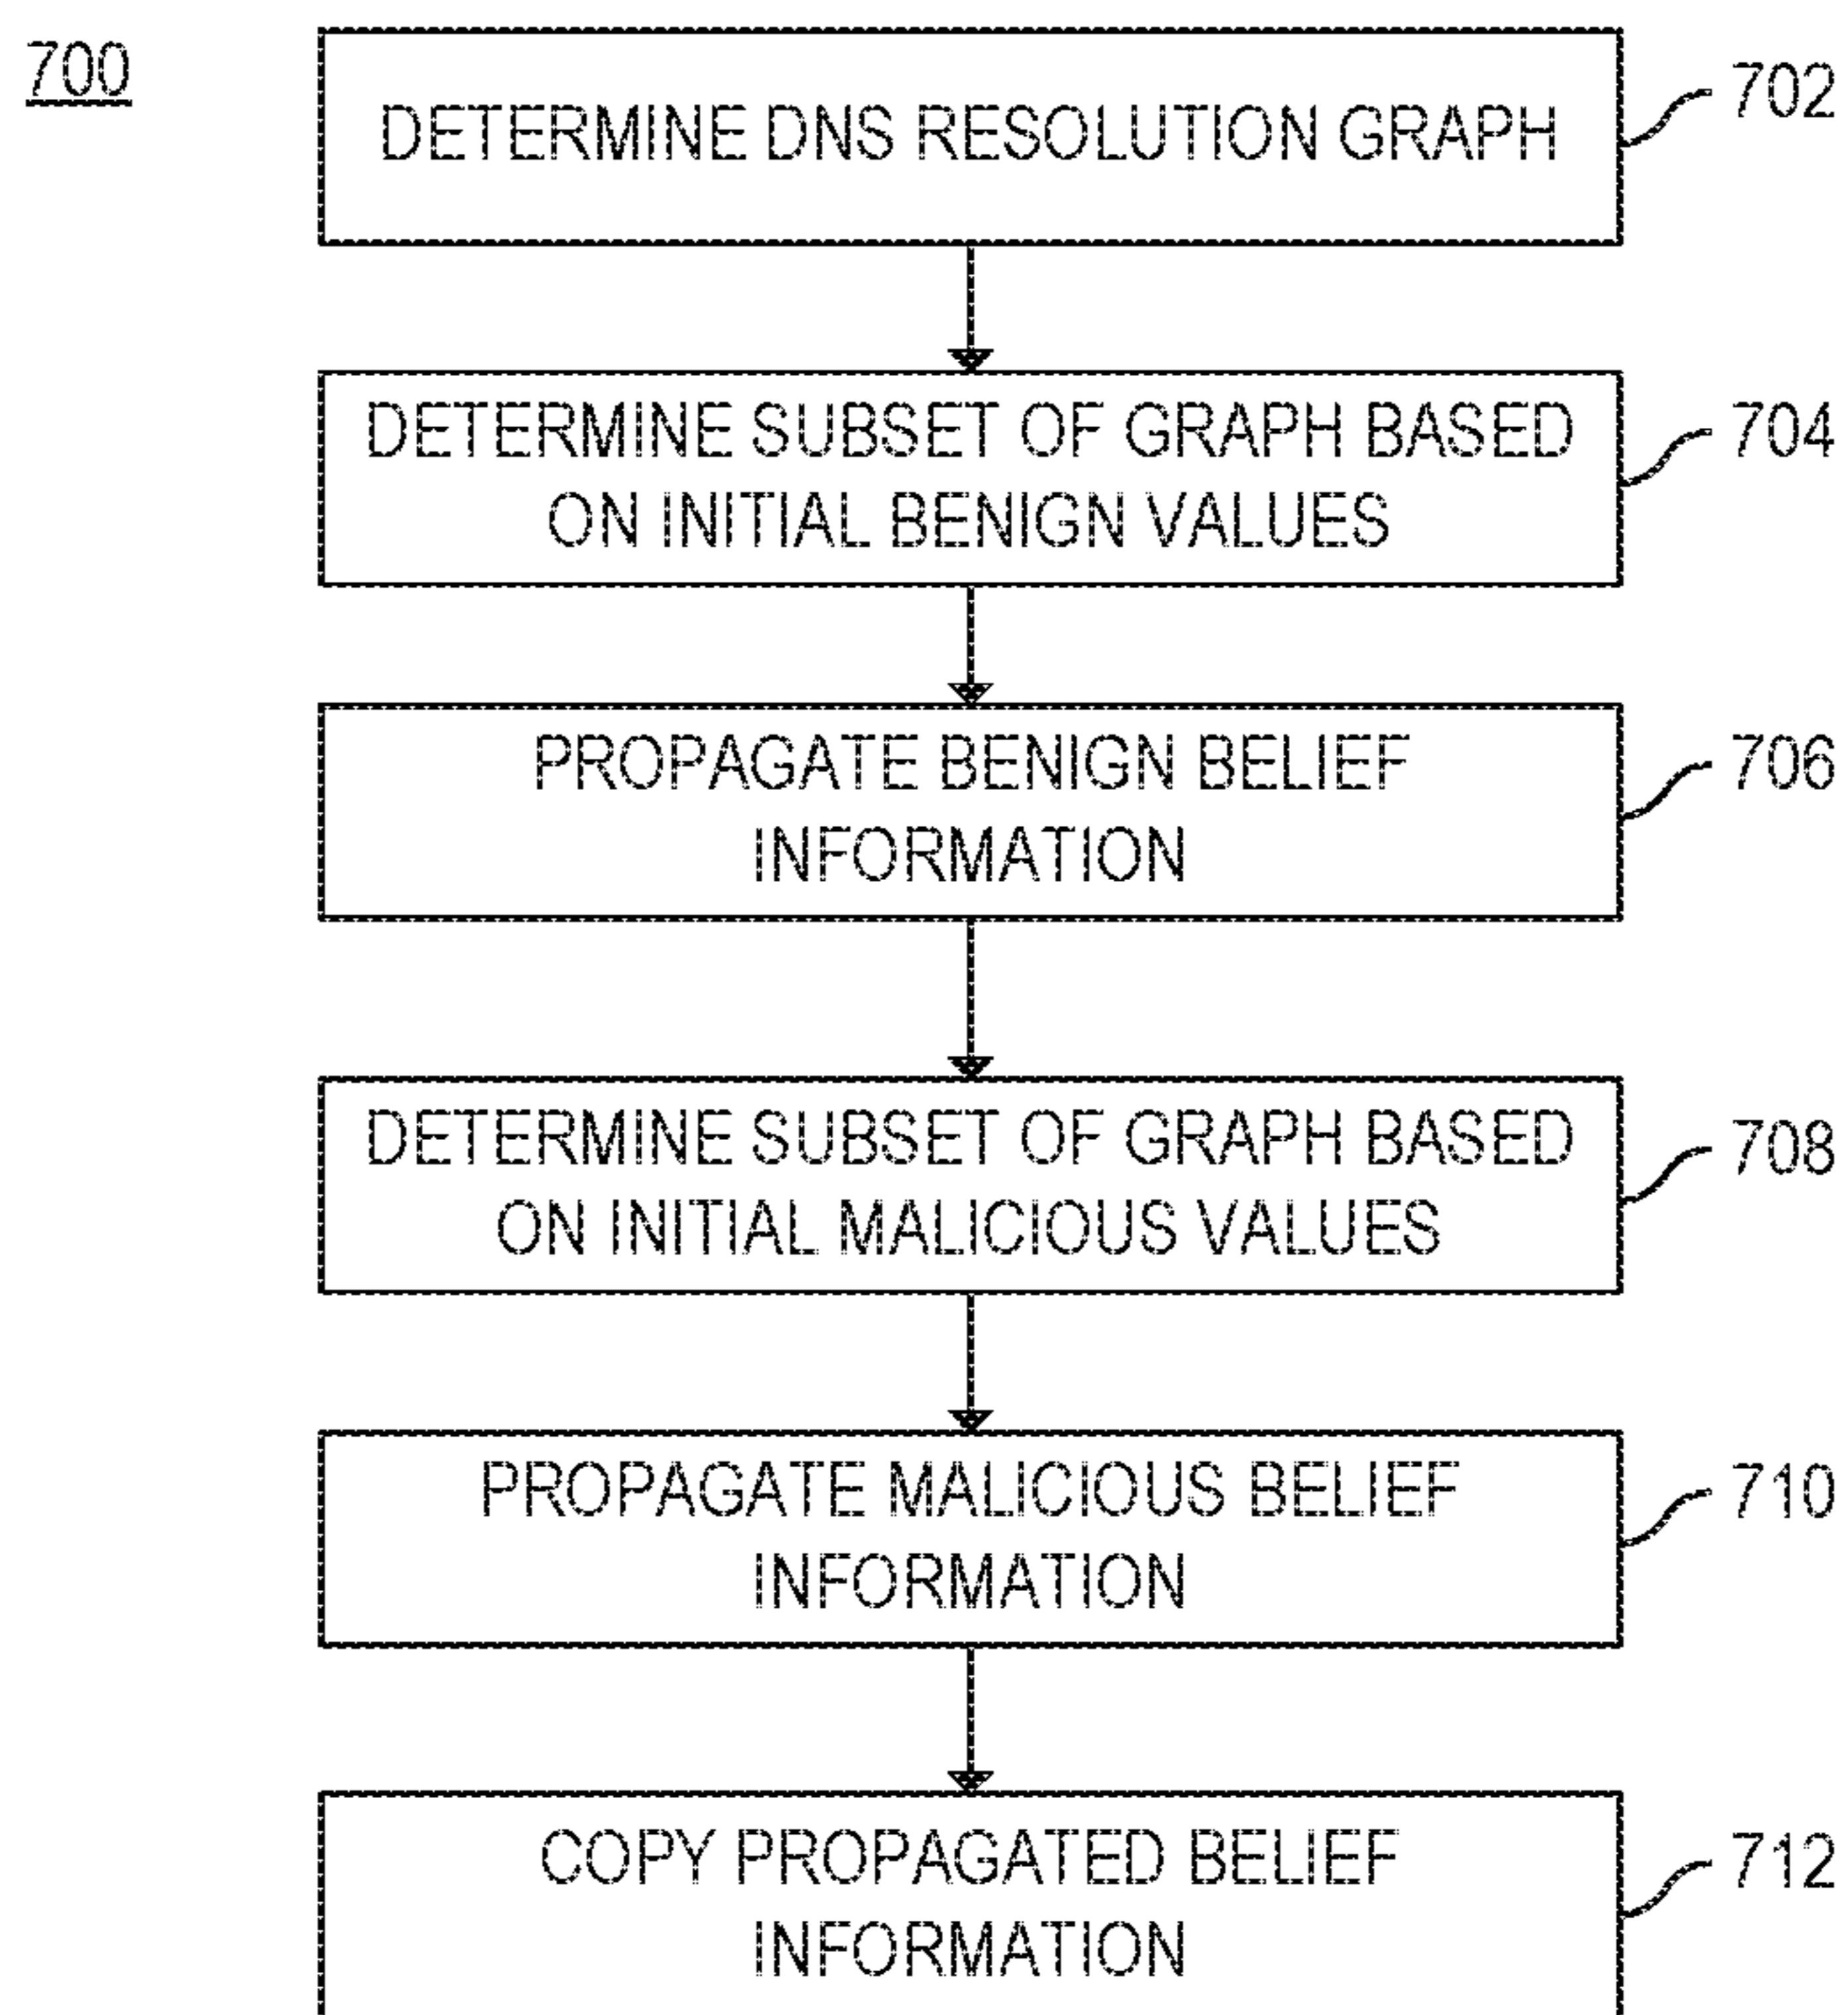 700
DETERMINE DNS RESOLUTION GRAPH
702
DETERMINE SUBSET OF GRAPH BASED
ON INITIAL BENIGN VALUES
704
PROPAGATE BENIGN BELIEF
INFORMATION
706
DETERMINE SUBSET OF GRAPH BASED
ON INITIAL MALICIOUS VALUES
708
PROPAGATE MALICIOUS BELIEF
INFORMATION
710
COPY PROPAGATED BELIEF
INFORMATION
712